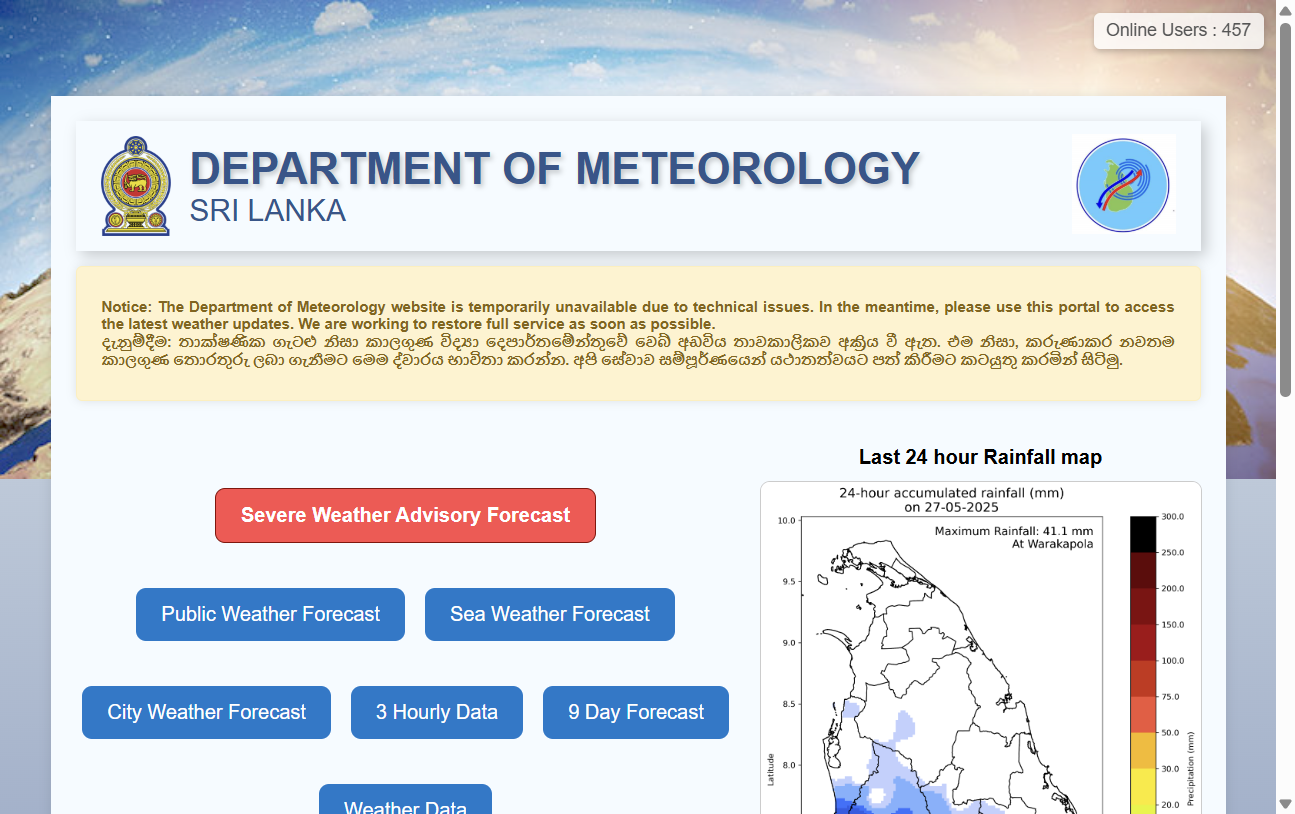 Online Users : 457
DEPARTMENT OF METEOROLOGY
SRI LANKA
Notice: The Department of Meteorology website is temporarily unavailable due to technical issues. In the meantime, please use this portal to access
the latest weather updates. We are working to restore full service as soon as possible.
දැනුම්දීම: තාක්ෂණික ගැටළු නිසා කාලගුණ විද්‍යා දෙපාර්තමේන්තුවේ වෙබ් අඩවිය තාවකාලිකව අක්‍රිය වී ඇත. එම නිසා, කරුණාකර නවතම
කාලගුණ තොරතුරු ලබා ගැනීමට මෙම ද්වාරය භාවිතා කරන්න. අපි සේවාව සම්පූර්ණයෙන් යථාතත්වයට පත් කිරීමට කටයුතු කරමින් සිටිමු.
Severe Weather Advisory Forecast
Public Weather Forecast
Sea Weather Forecast
City Weather Forecast
3 Hourly Data
9 Day Forecast
Weather Data
Last 24 hour Rainfall map
24-hour accumulated rainfall (mm)
on 27-05-2025
Maximum Rainfall: 41.1 mm
At Warakapola
10.0
9.5
9.0
8.5
8.0
Latitude
300.0
250.0
200.0
150.0
100.0
75.0
50.0
30.0
20.0
Precipitation (mm)